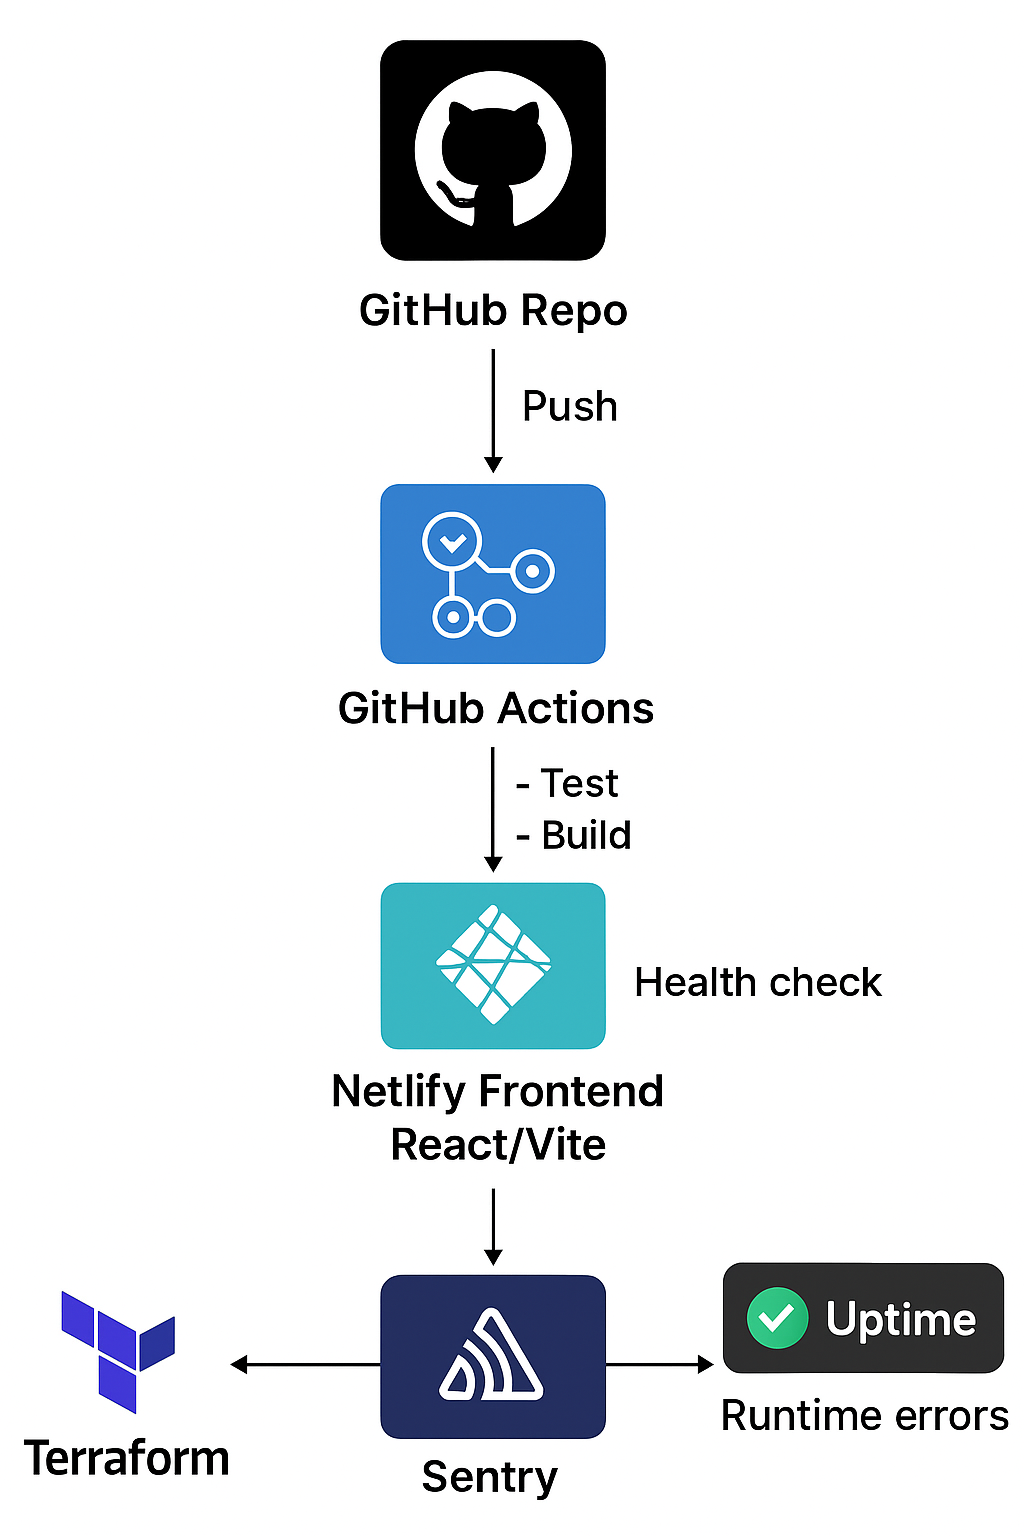 GitHub Repo
Push
GitHub Actions
- Test
- Build
Health check
Netlify Frontend
React/Vite
Uptime
Runtime errors
Terraform
Sentry